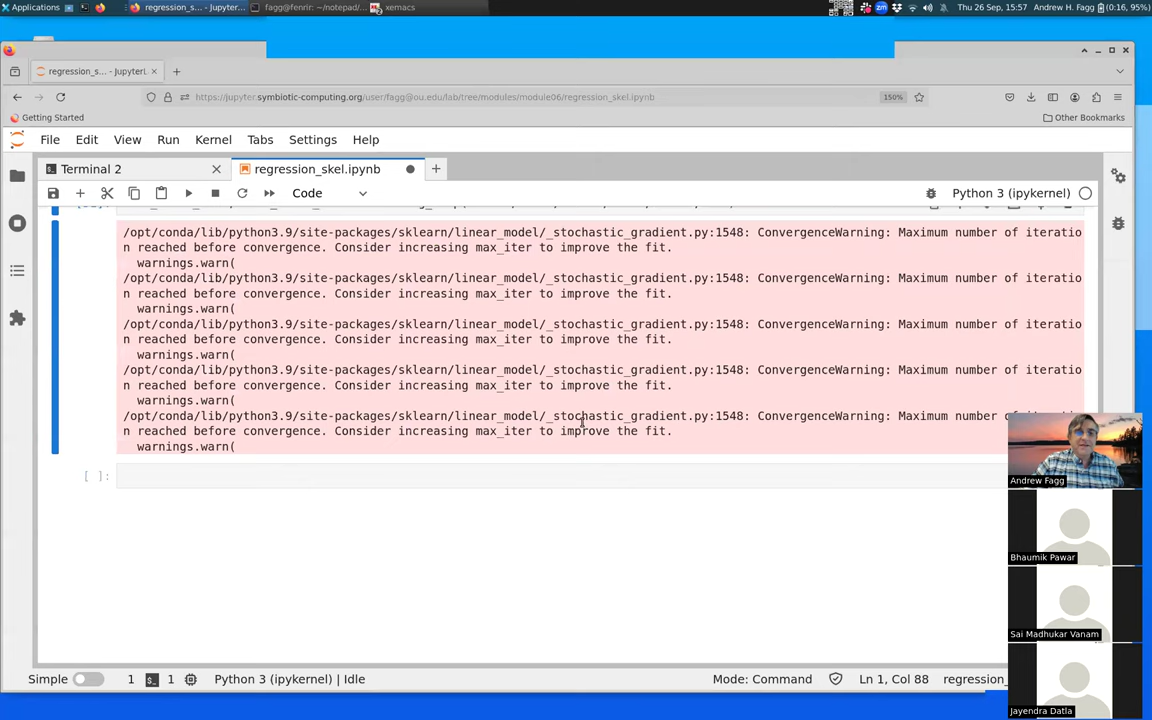 Applications
regression_s... - Jupyter...
fagg@fenrir: ~/notepad/...
xemacs
Thu 26 Sep, 15:57
Andrew H. Fagg
(0:16, 95%)
regression_s... - JupyterL
https://jupyter.symbiotic-computing.org/user/fagg@ou.edu/lab/tree/modules/module06/regression_skel.ipynb
150%
Getting Started
Other Bookmarks
File Edit View Run Kernel Tabs Settings Help
Terminal 2
regression_skel.ipynb
Code
Python 3 (ipykernel)
/opt/conda/lib/python3.9/site-packages/sklearn/linear_model/_stochastic_gradient.py:1548: ConvergenceWarning: Maximum number of iteratio
n reached before convergence. Consider increasing max_iter to improve the fit.
warnings.warn(
/opt/conda/lib/python3.9/site-packages/sklearn/linear_model/_stochastic_gradient.py:1548: ConvergenceWarning: Maximum number of iteratio
n reached before convergence. Consider increasing max_iter to improve the fit.
warnings.warn(
/opt/conda/lib/python3.9/site-packages/sklearn/linear_model/_stochastic_gradient.py:1548: ConvergenceWarning: Maximum number of iteratio
n reached before convergence. Consider increasing max_iter to improve the fit.
warnings.warn(
/opt/conda/lib/python3.9/site-packages/sklearn/linear_model/_stochastic_gradient.py:1548: ConvergenceWarning: Maximum number of iteratio
n reached before convergence. Consider increasing max_iter to improve the fit.
warnings.warn(
/opt/conda/lib/python3.9/site-packages/sklearn/linear_model/_stochastic_gradient.py:1548: ConvergenceWarning: Maximum number
n reached before convergence. Consider increasing max_iter to improve the fit.
warnings.warn(
[ ]:
Andrew Fagg
Bhaumik Pawar
Sai Madhukar Vanam
Jayendra Datla
Simple
1
1
Python 3 (ipykernel) | Idle
Mode: Command
Ln 1, Col 88
regression_